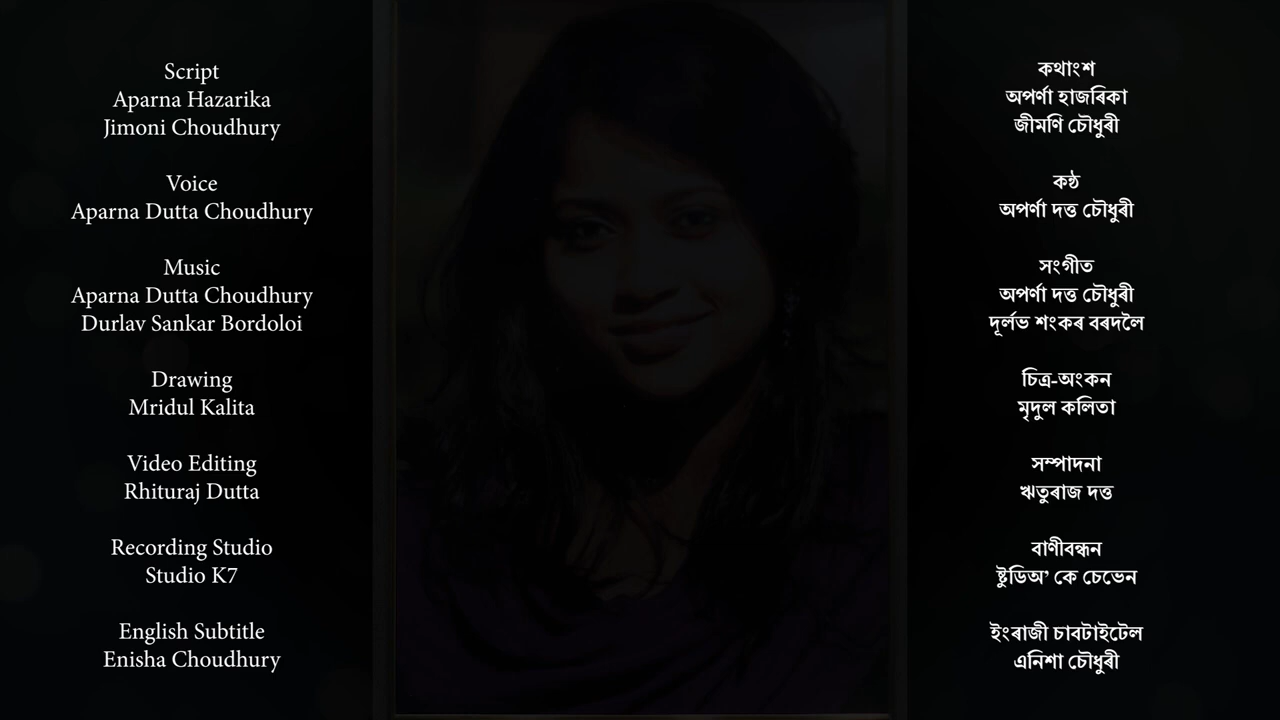 Script
Aparna Hazarika
Jimoni Choudhury
Voice
Aparna Dutta Choudhury
Music
Aparna Dutta Choudhury
Durlav Sankar Bordoloi
Drawing
Mridul Kalita
Video Editing
Rhituraj Dutta
Recording Studio
Studio K7
English Subtitle
Enisha Choudhury
কথাংশ
অপৰ্ণা হাজৰিকা
জীমণি চৌধুৰী
কন্ঠ
অপৰ্ণা দত্ত চৌধুৰী
সংগীত
অপৰ্ণা দত্ত চৌধুৰী
দূৰ্লভ শংকৰ বৰদলৈ
চিত্ৰ-অংকন
মৃদুল কলিতা
সম্পাদনা
ঋতুৰাজ দত্ত
বাণীবন্ধন
ষ্টুডিঅ’ কে চেভেন
ইংৰাজী চাবটাইটেল
এনিশা চৌধুৰী